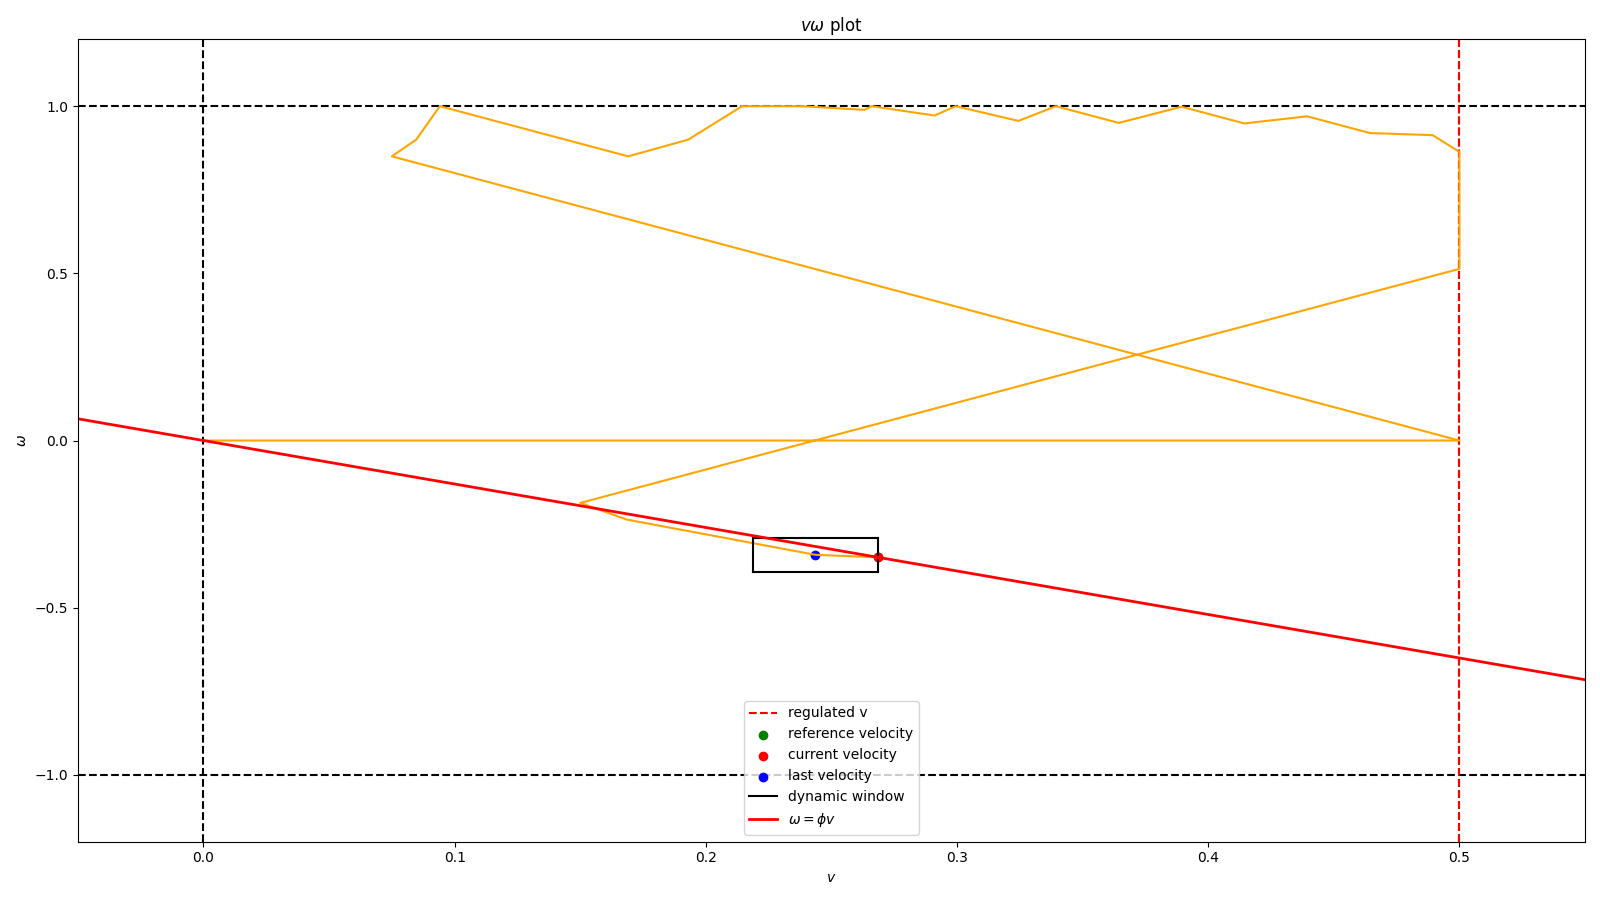 vω plot
1.0
0.5
0.0
−0.5
−1.0
ω
regulated v
reference velocity
current velocity
last velocity
dynamic window
ω = ϕv
0.0 0.1 0.2 0.3 0.4 0.5
v